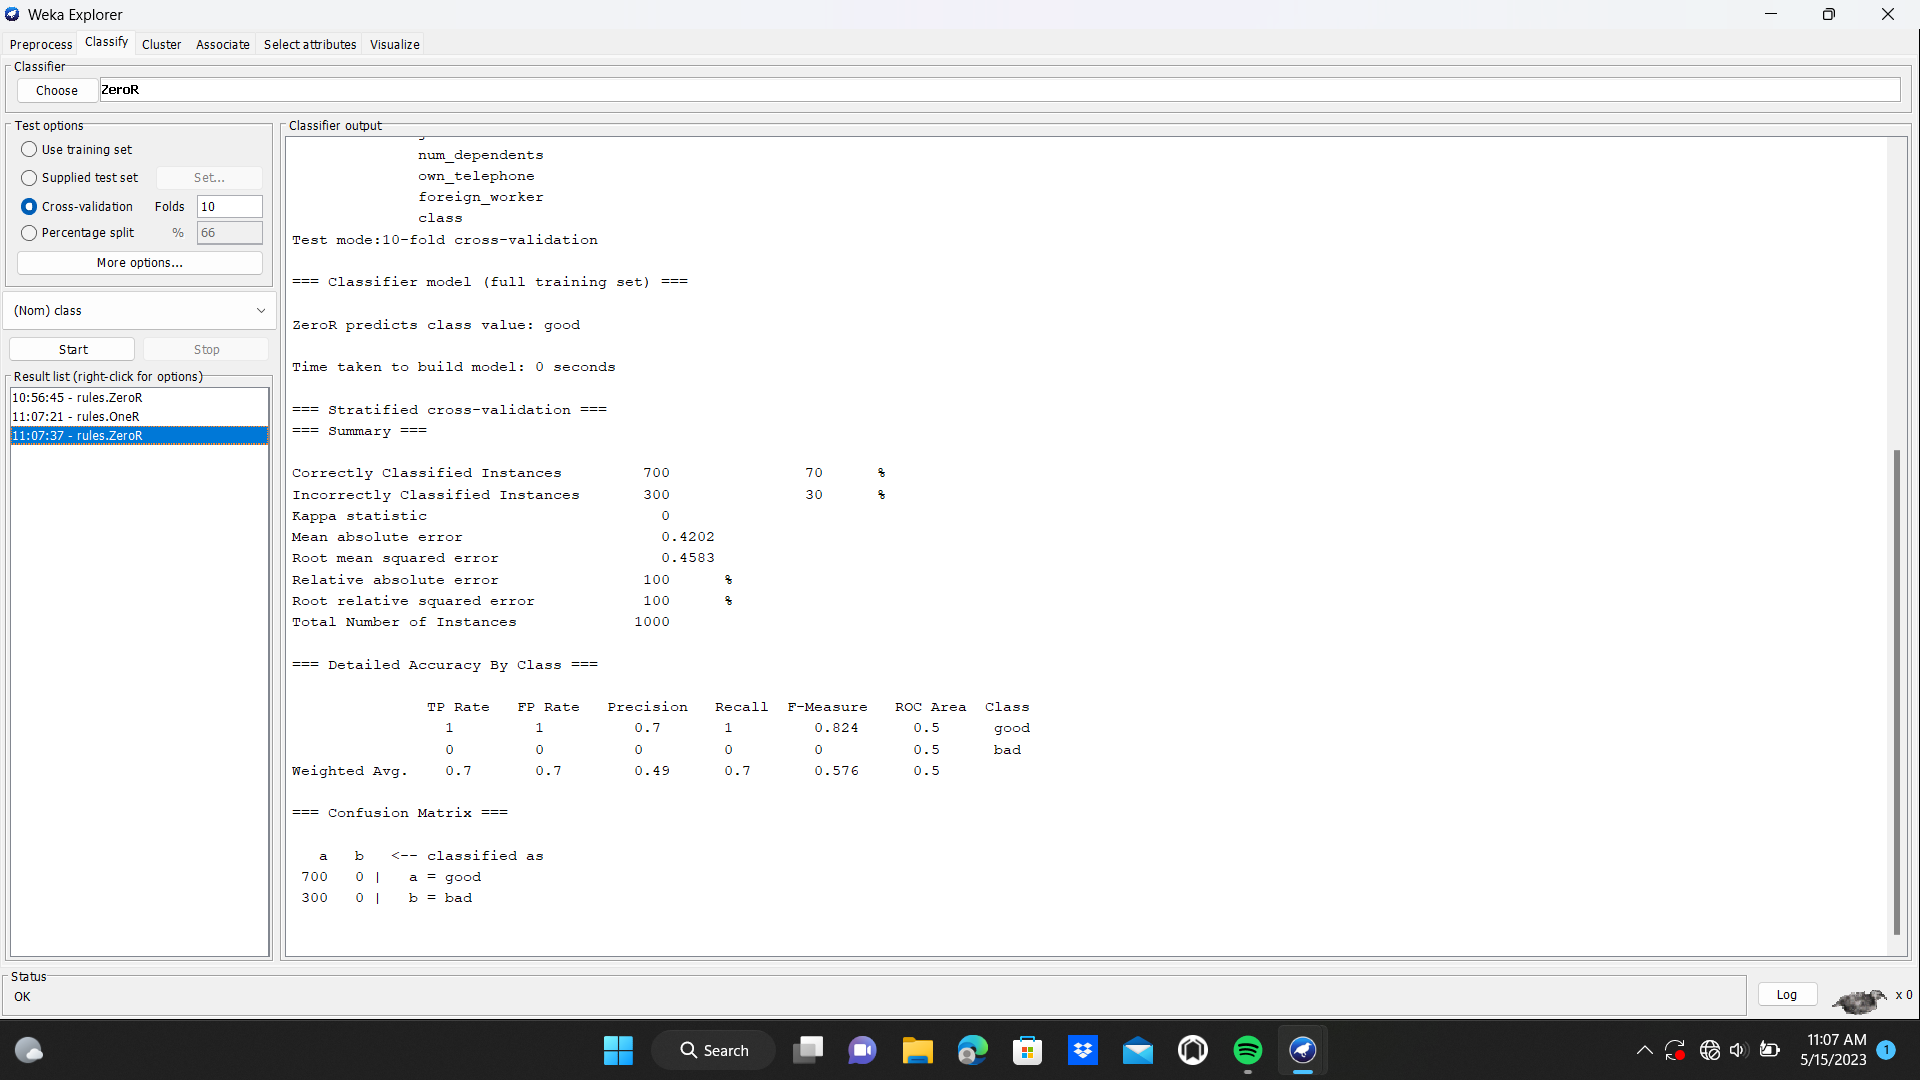 Weka Explorer
Preprocess Classify Cluster Associate Select attributes Visualize
Classifier
Choose ZeroR
Test options
Use training set
Supplied test set Set...
Cross-validation Folds 10
Percentage split % 66
More options...
(Nom) class
Start Stop
Result list (right-click for options)
10:56:45 - rules.ZeroR
11:07:21 - rules.OneR
11:07:37 - rules.ZeroR
Classifier output
num_dependents
own_telephone
foreign_worker
class
Test mode:10-fold cross-validation
=== Classifier model (full training set) ===
ZeroR predicts class value: good
Time taken to build model: 0 seconds
=== Stratified cross-validation ===
=== Summary ===
Correctly Classified Instances 700 70 %
Incorrectly Classified Instances 300 30 %
Kappa statistic 0
Mean absolute error 0.4202
Root mean squared error 0.4583
Relative absolute error 100 %
Root relative squared error 100 %
Total Number of Instances 1000
=== Detailed Accuracy By Class ===
TP Rate FP Rate Precision Recall F-Measure ROC Area Class
1 1 0.7 1 0.824 0.5 good
0 0 0 0 0 0.5 bad
Weighted Avg. 0.7 0.7 0.49 0.7 0.576 0.5
=== Confusion Matrix ===
a b <-- classified as
700 0 | a = good
300 0 | b = bad
Status
OK
Log x 0
Search
11:07 AM
5/15/2023
1